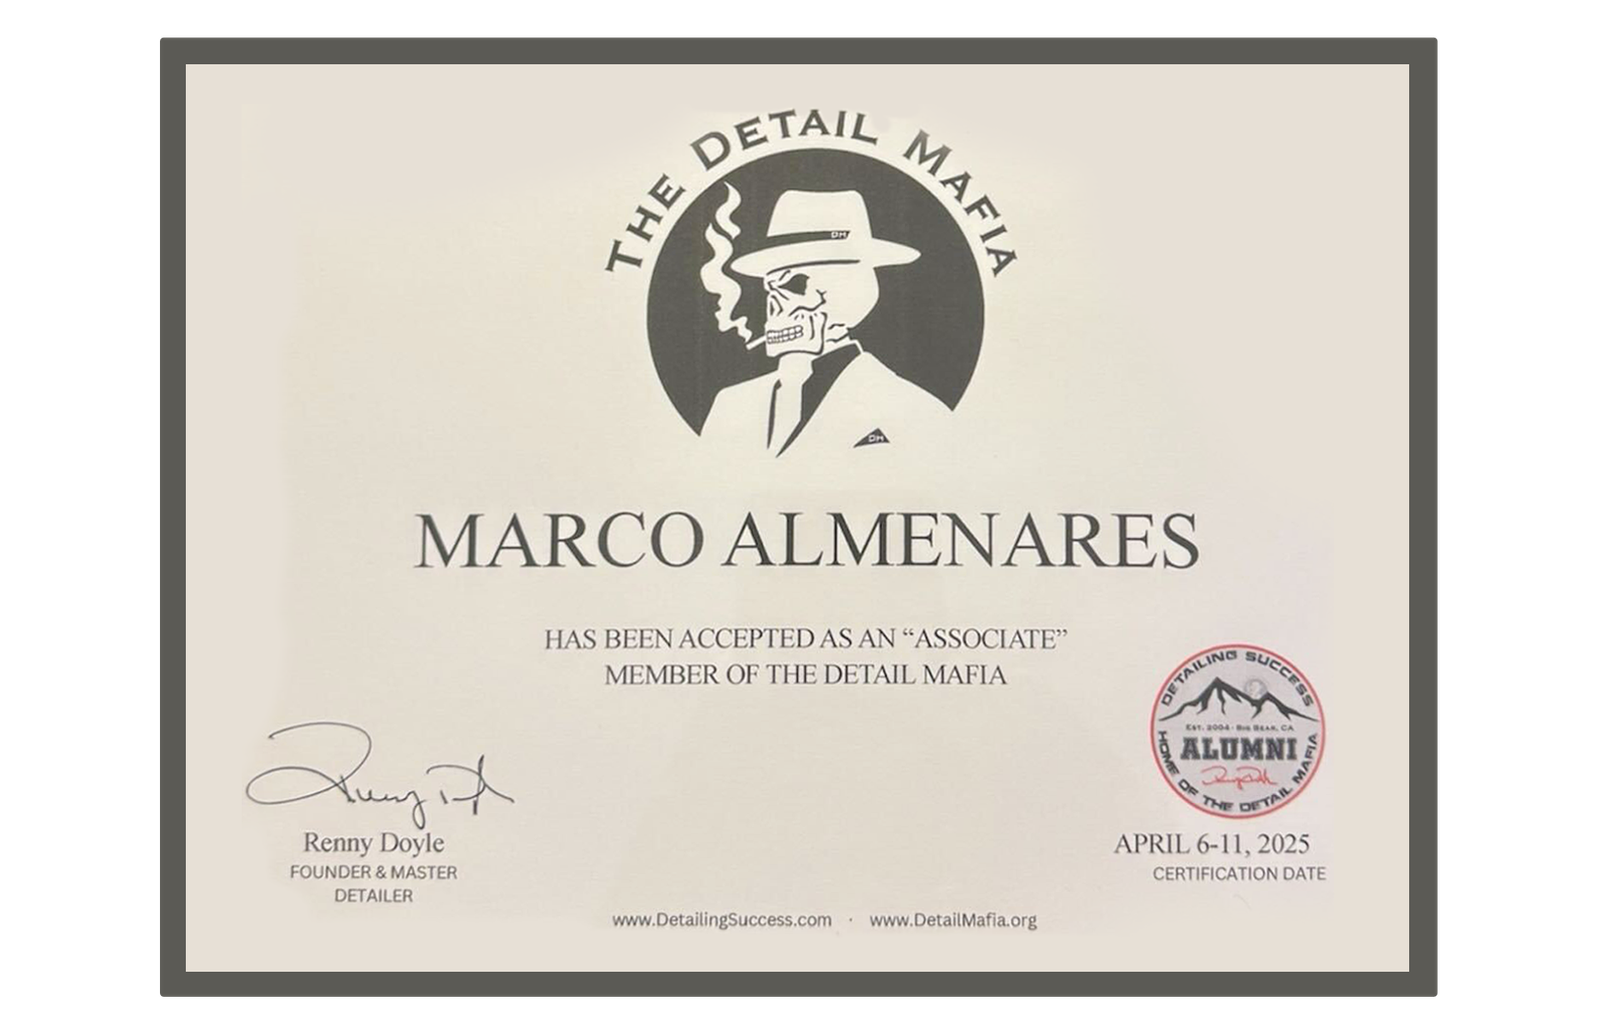 THE DETAIL MAFIA
DM
DM
MARCO ALMENARES
HAS BEEN ACCEPTED AS AN “ASSOCIATE”
MEMBER OF THE DETAIL MAFIA
DETAILING SUCCESS
EST. 2004 · BIG BEAR, CA
ALUMNI
HOME OF THE DETAIL MAFIA
Renny Doyle
FOUNDER & MASTER
DETAILER
APRIL 6-11, 2025
CERTIFICATION DATE
www.DetailingSuccess.com · www.DetailMafia.org